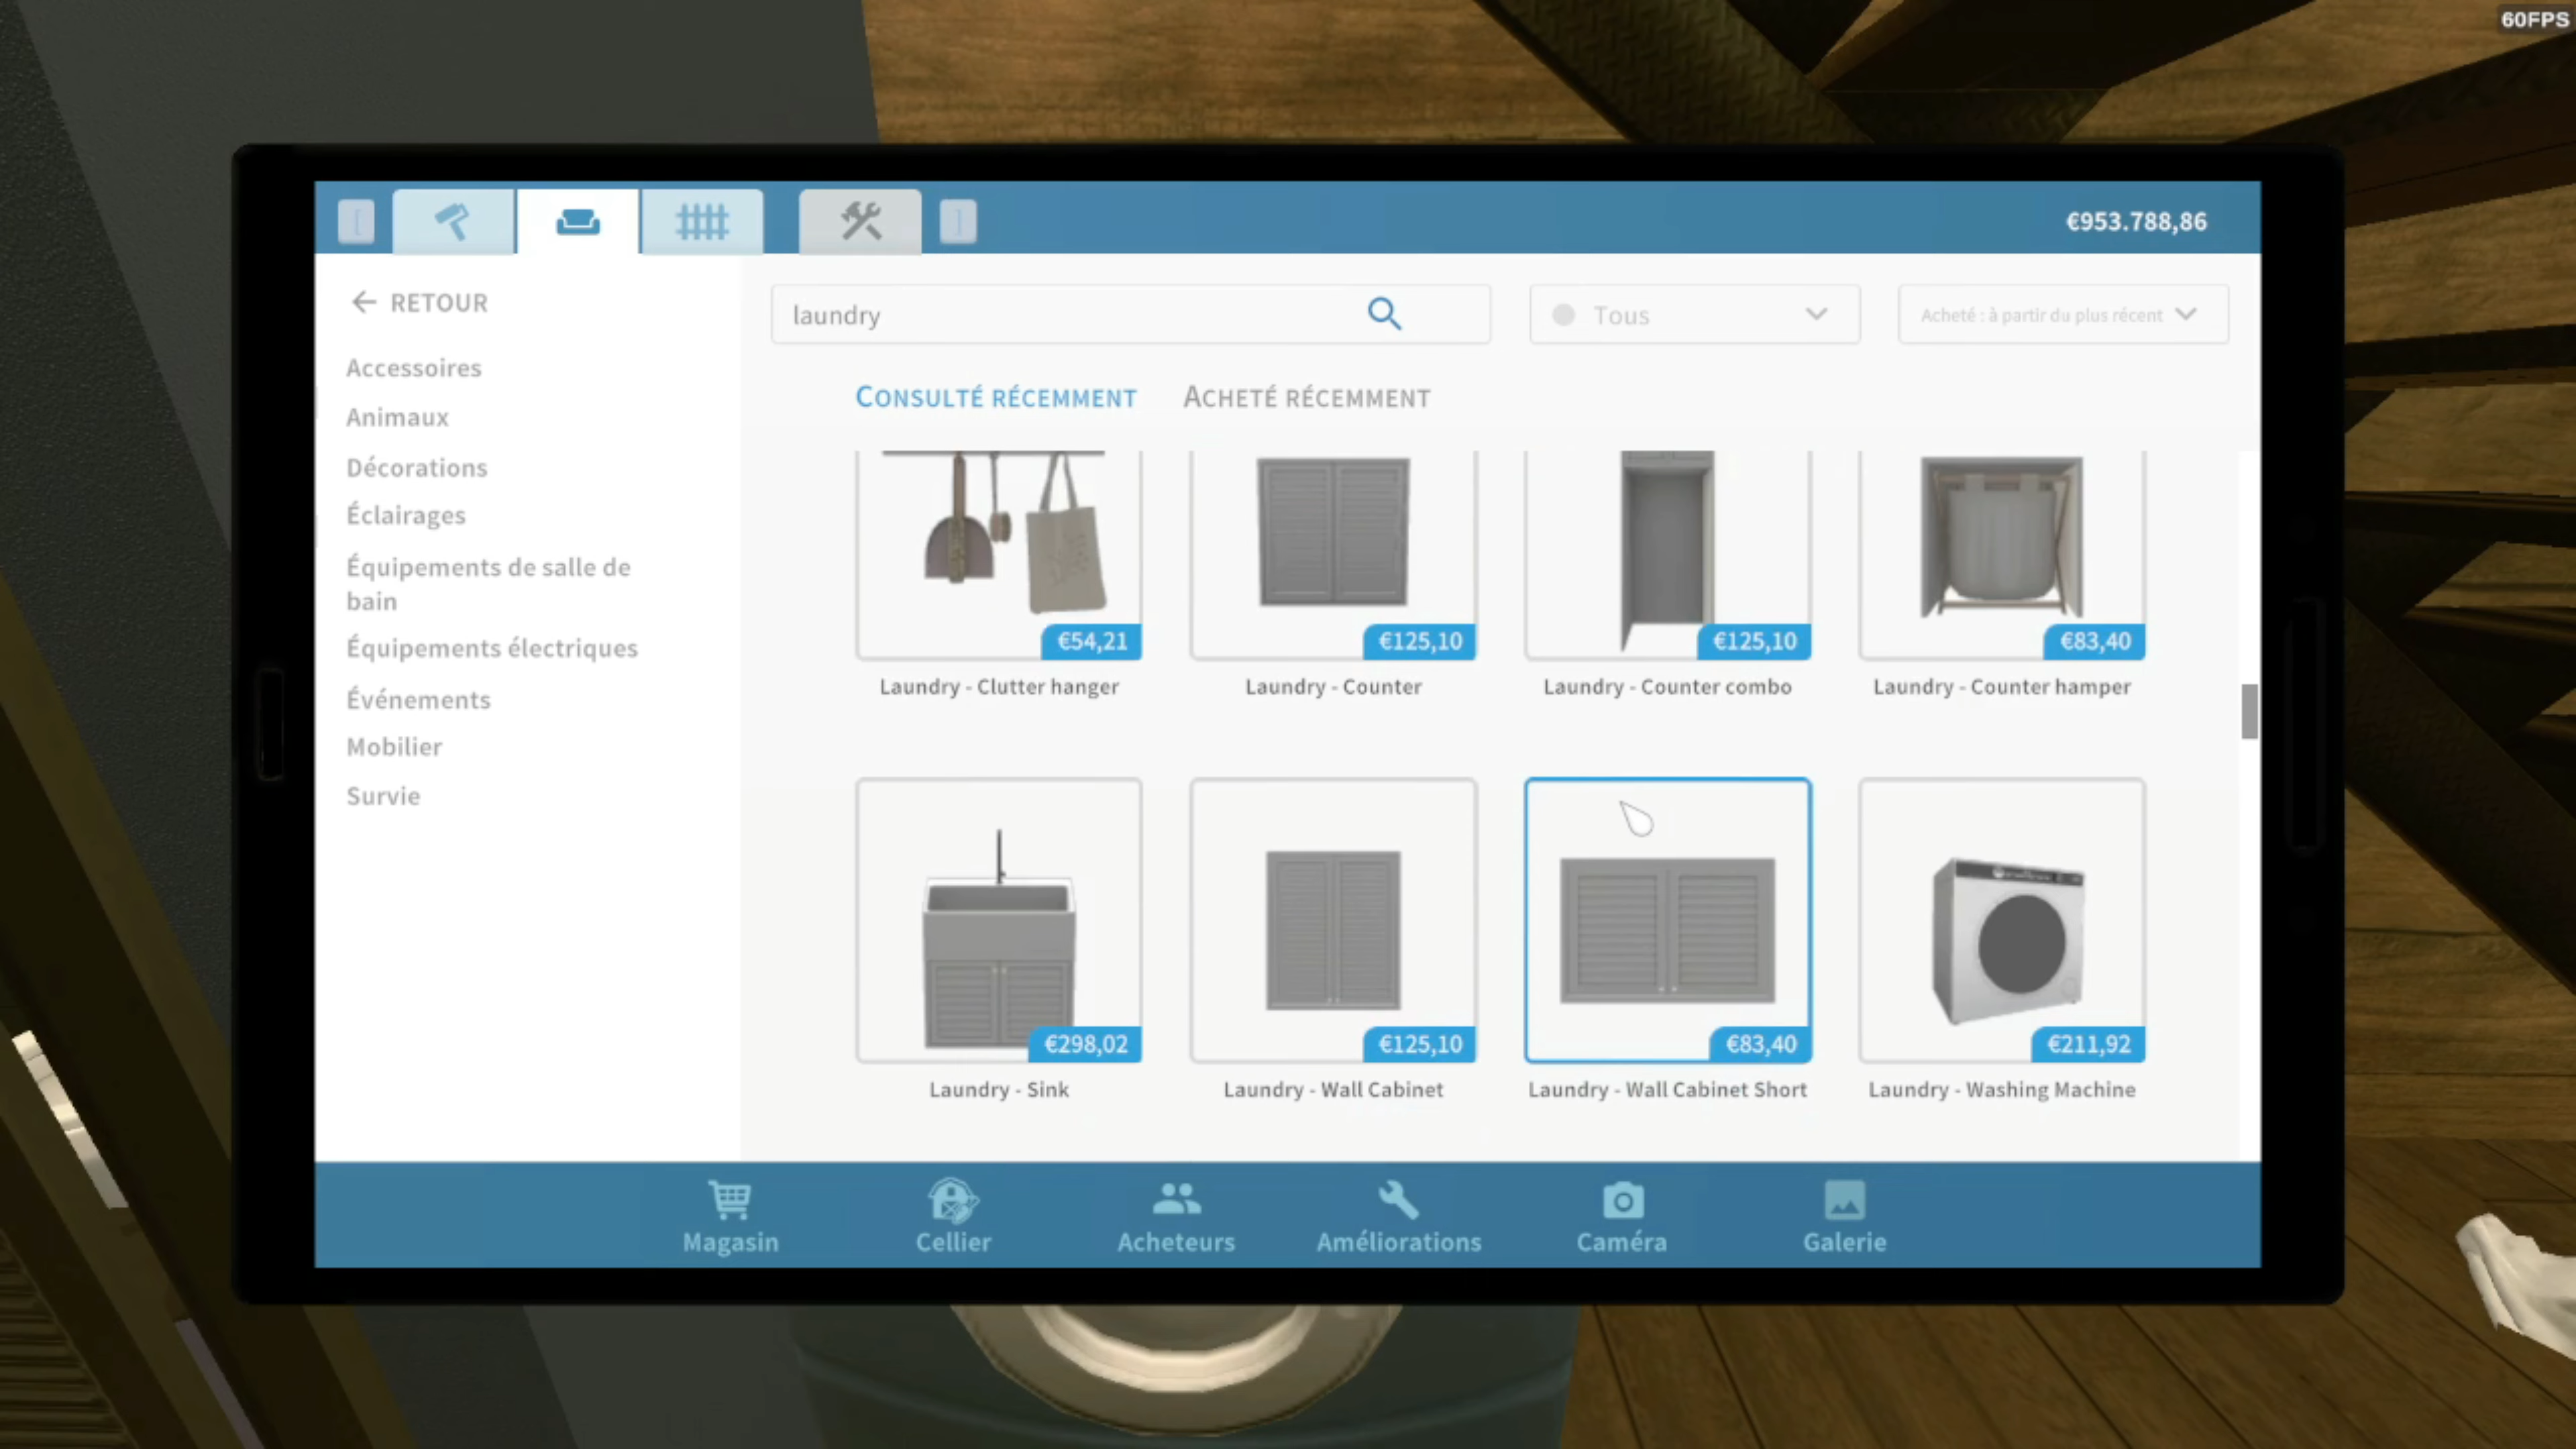 60FPS
[
]
€953.788,86
RETOUR
laundry
Tous
Acheté : à partir du plus récent
Accessoires
Animaux
Décorations
Éclairages
Équipements de salle de
bain
Équipements électriques
Événements
Mobilier
Survie
CONSULTÉ RÉCEMMENT
ACHETÉ RÉCEMMENT
€54,21
€125,10
€125,10
€83,40
Laundry - Clutter hanger
Laundry - Counter
Laundry - Counter combo
Laundry - Counter hamper
€298,02
€125,10
€83,40
€211,92
Laundry - Sink
Laundry - Wall Cabinet
Laundry - Wall Cabinet Short
Laundry - Washing Machine
Magasin
Cellier
Acheteurs
Améliorations
Caméra
Galerie